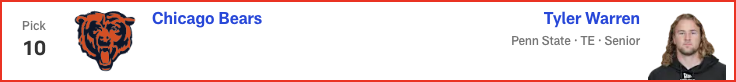 Pick
10
Chicago Bears
Tyler Warren
Penn State · TE · Senior